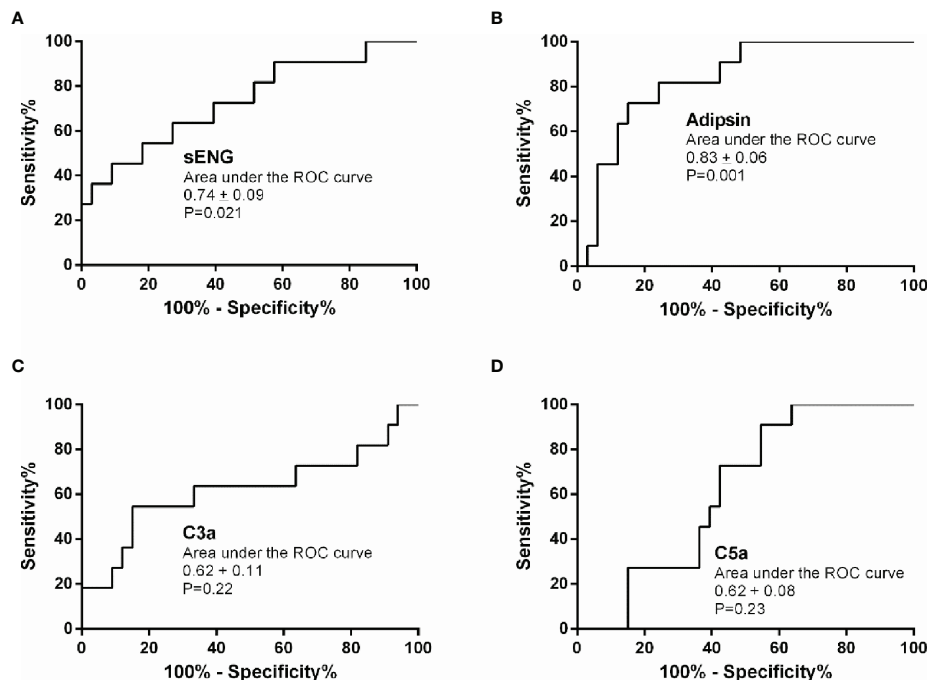 A
100
80
60
40
20
0
Sensitivity%
sENG
Area under the ROC curve
0.74 ± 0.09
P=0.021
0 20 40 60 80 100
100% - Specificity%
B
100
80
60
40
20
0
Sensitivity%
Adipsin
Area under the ROC curve
0.83 ± 0.06
P=0.001
0 20 40 60 80 100
100% - Specificity%
C
100
80
60
40
20
0
Sensitivity%
C3a
Area under the ROC curve
0.62 + 0.11
P=0.22
0 20 40 60 80 100
100% - Specificity%
D
100
80
60
40
20
0
Sensitivity%
C5a
Area under the ROC curve
0.62 + 0.08
P=0.23
0 20 40 60 80 100
100% - Specificity%